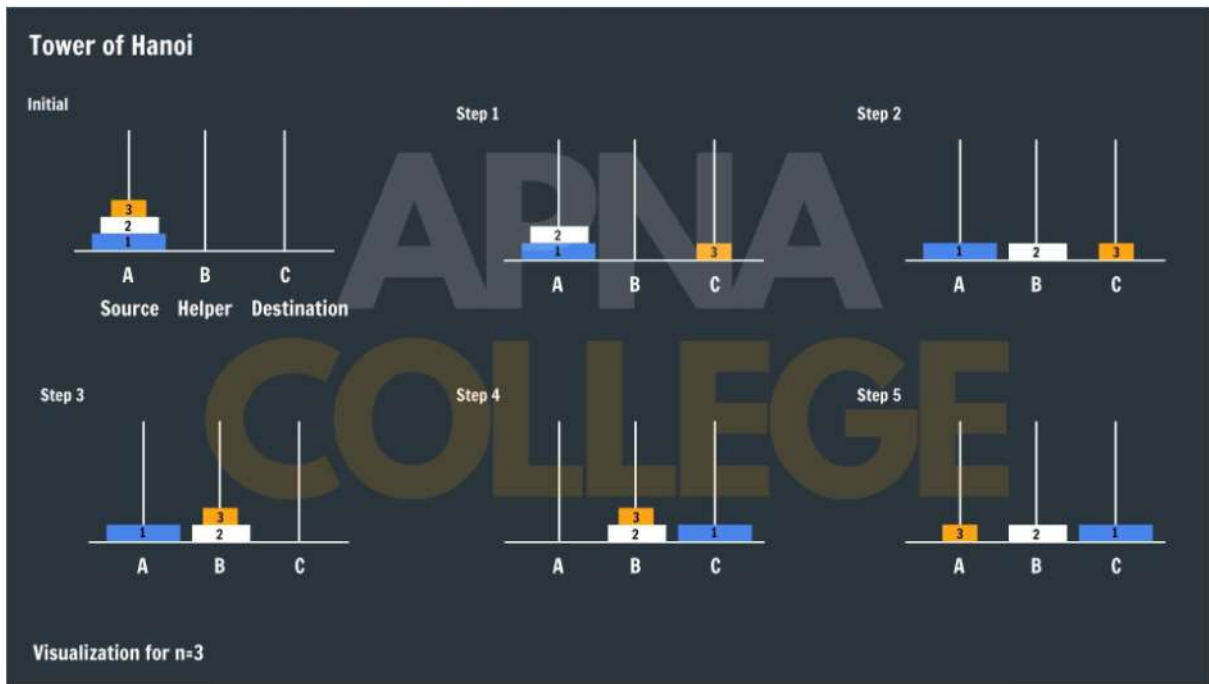 Tower of Hanoi
Initial
3
2
1
A B C
Source Helper Destination
Step 1
2
1 3
A B C
Step 2
1 2 3
A B C
Step 3
3
1 2
A B C
Step 4
3
2 1
A B C
Step 5
3 2 1
A B C
APNA
COLLEGE
Visualization for n=3